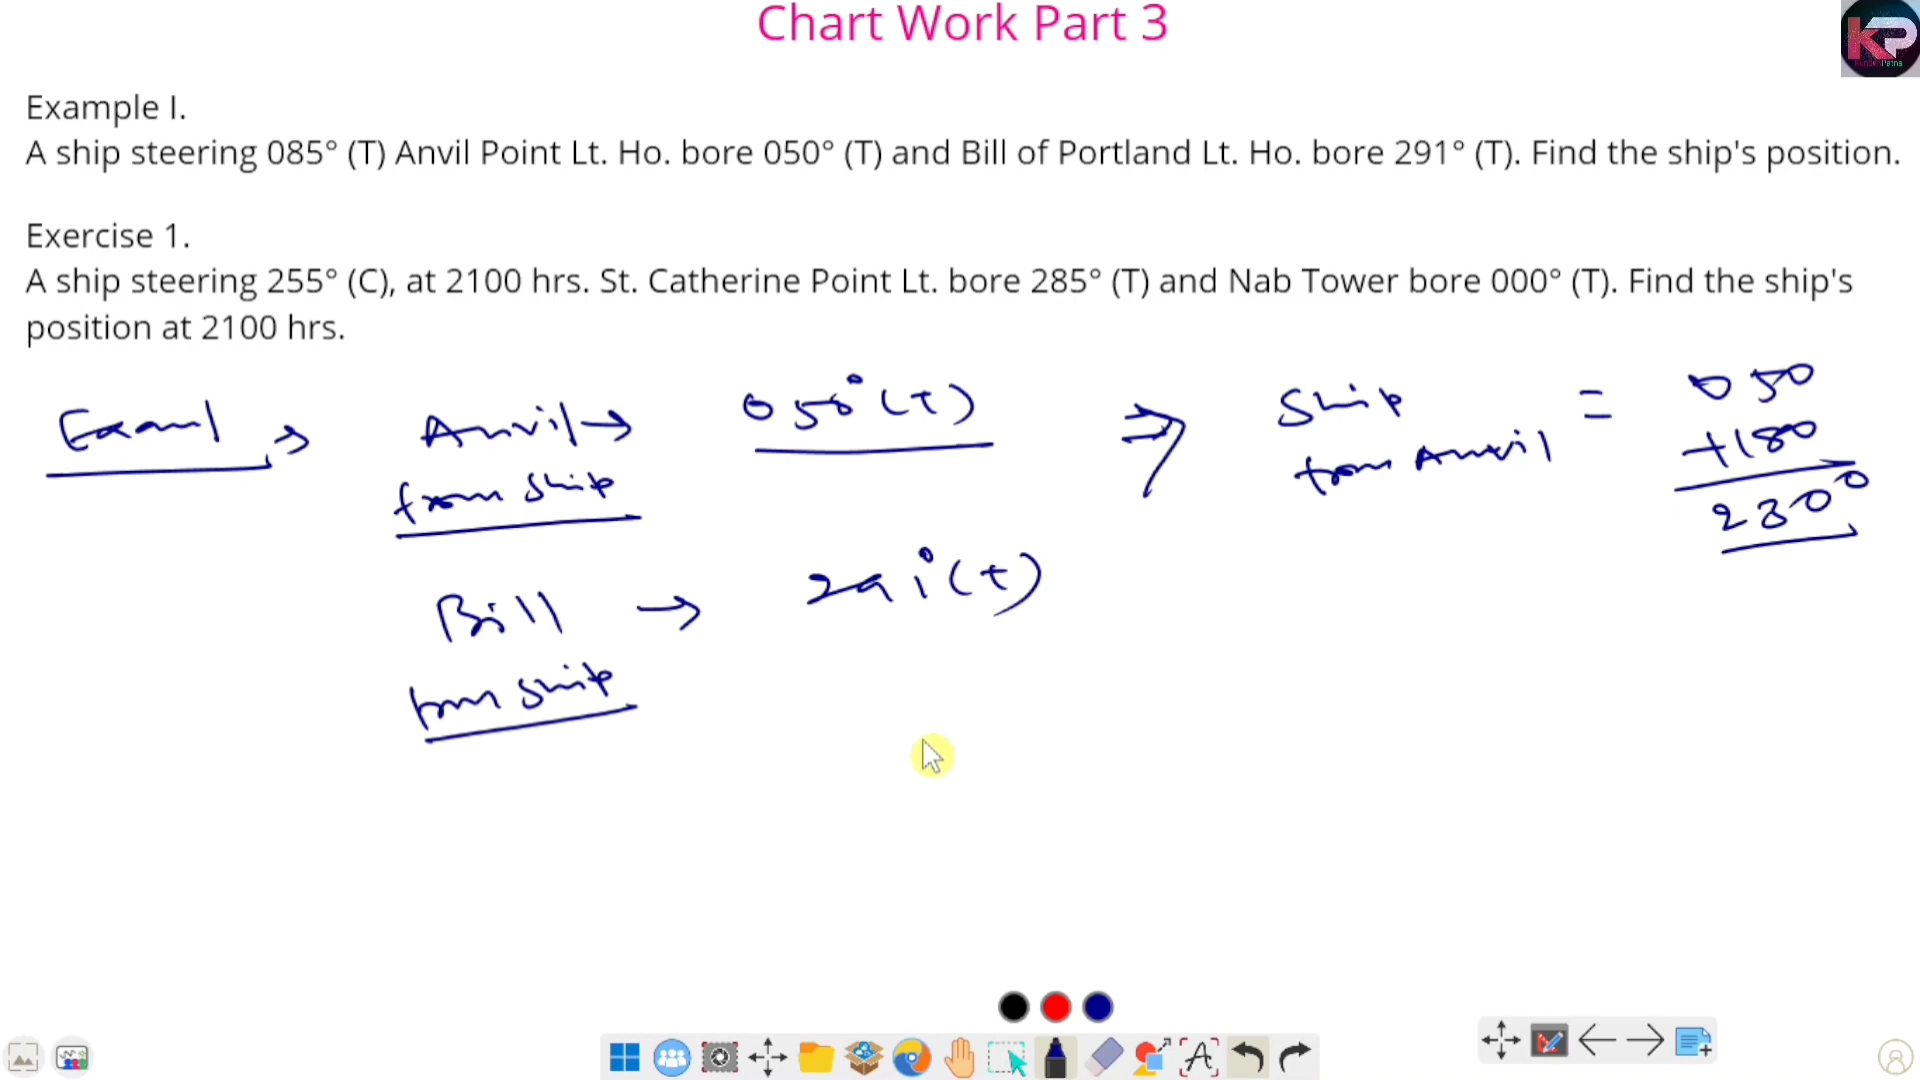 Chart Work Part 3
KP
Example I.
A ship steering 085° (T) Anvil Point Lt. Ho. bore 050° (T) and Bill of Portland Lt. Ho. bore 291° (T). Find the ship's position.
Exercise 1.
A ship steering 255° (C), at 2100 hrs. St. Catherine Point Lt. bore 285° (T) and Nab Tower bore 000° (T). Find the ship's
position at 2100 hrs.
→ Anvil → 050° (T) ⇒ Ship = 050
from ship from Anvil +180
230°
Bill → 291° (T)
from ship